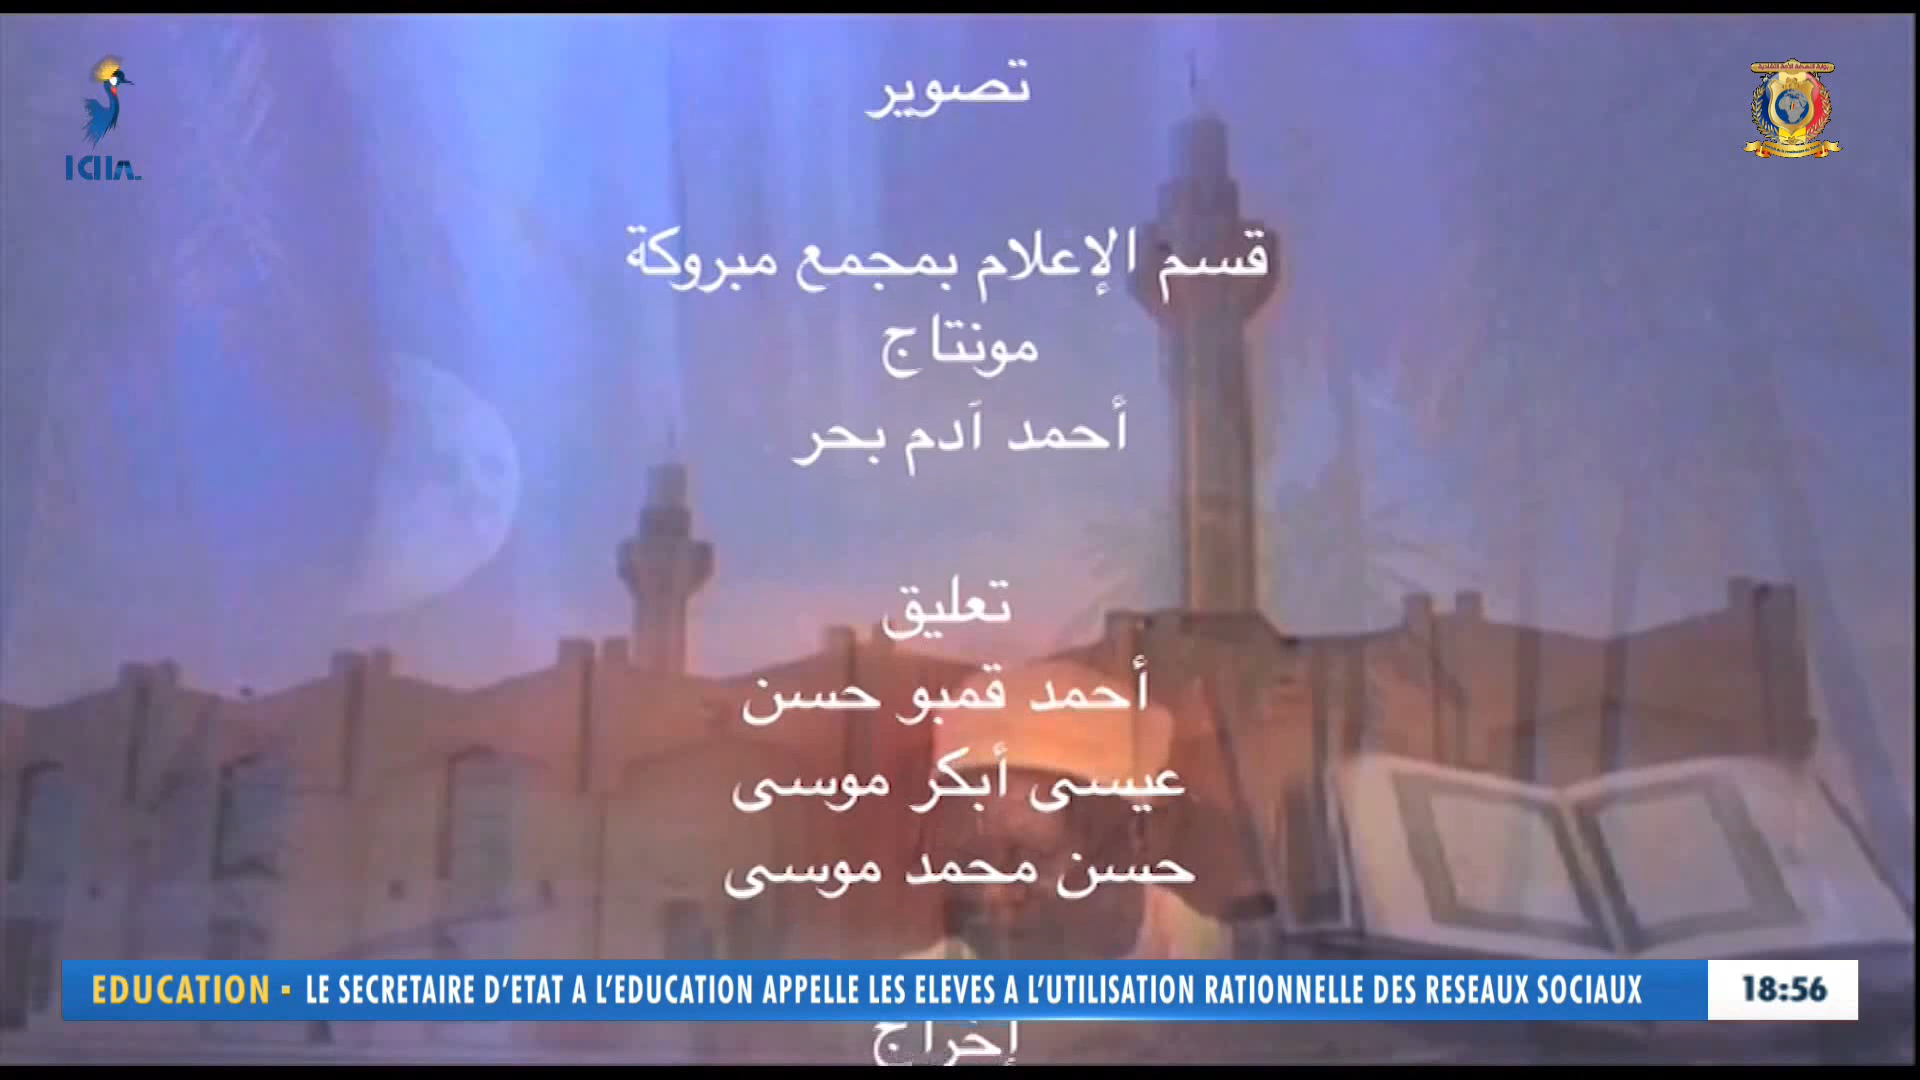 تصوير
قسم الإعلام بمجمع مبروكة
مونتاج
أحمد آدم بحر
تعليق
أحمد قمبو حسن
عيسى أبكر موسى
حسن محمد موسى
EDUCATION - LE SECRETAIRE D’ETAT A L’EDUCATION APPELLE LES ELEVES A L’UTILISATION RATIONNELLE DES RESEAUX SOCIAUX
18:56
إخراج